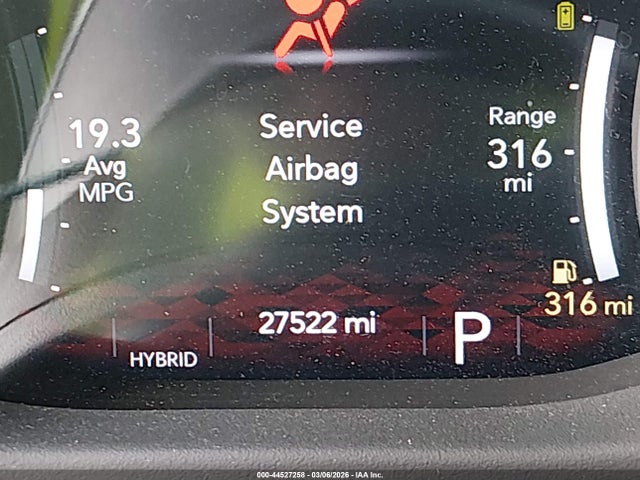 19.3
Avg
MPG
Service
Airbag
System
Range
316
mi
316 mi
27522 mi
HYBRID
P
000-44527258 - 03/06/2026 - IAA Inc.